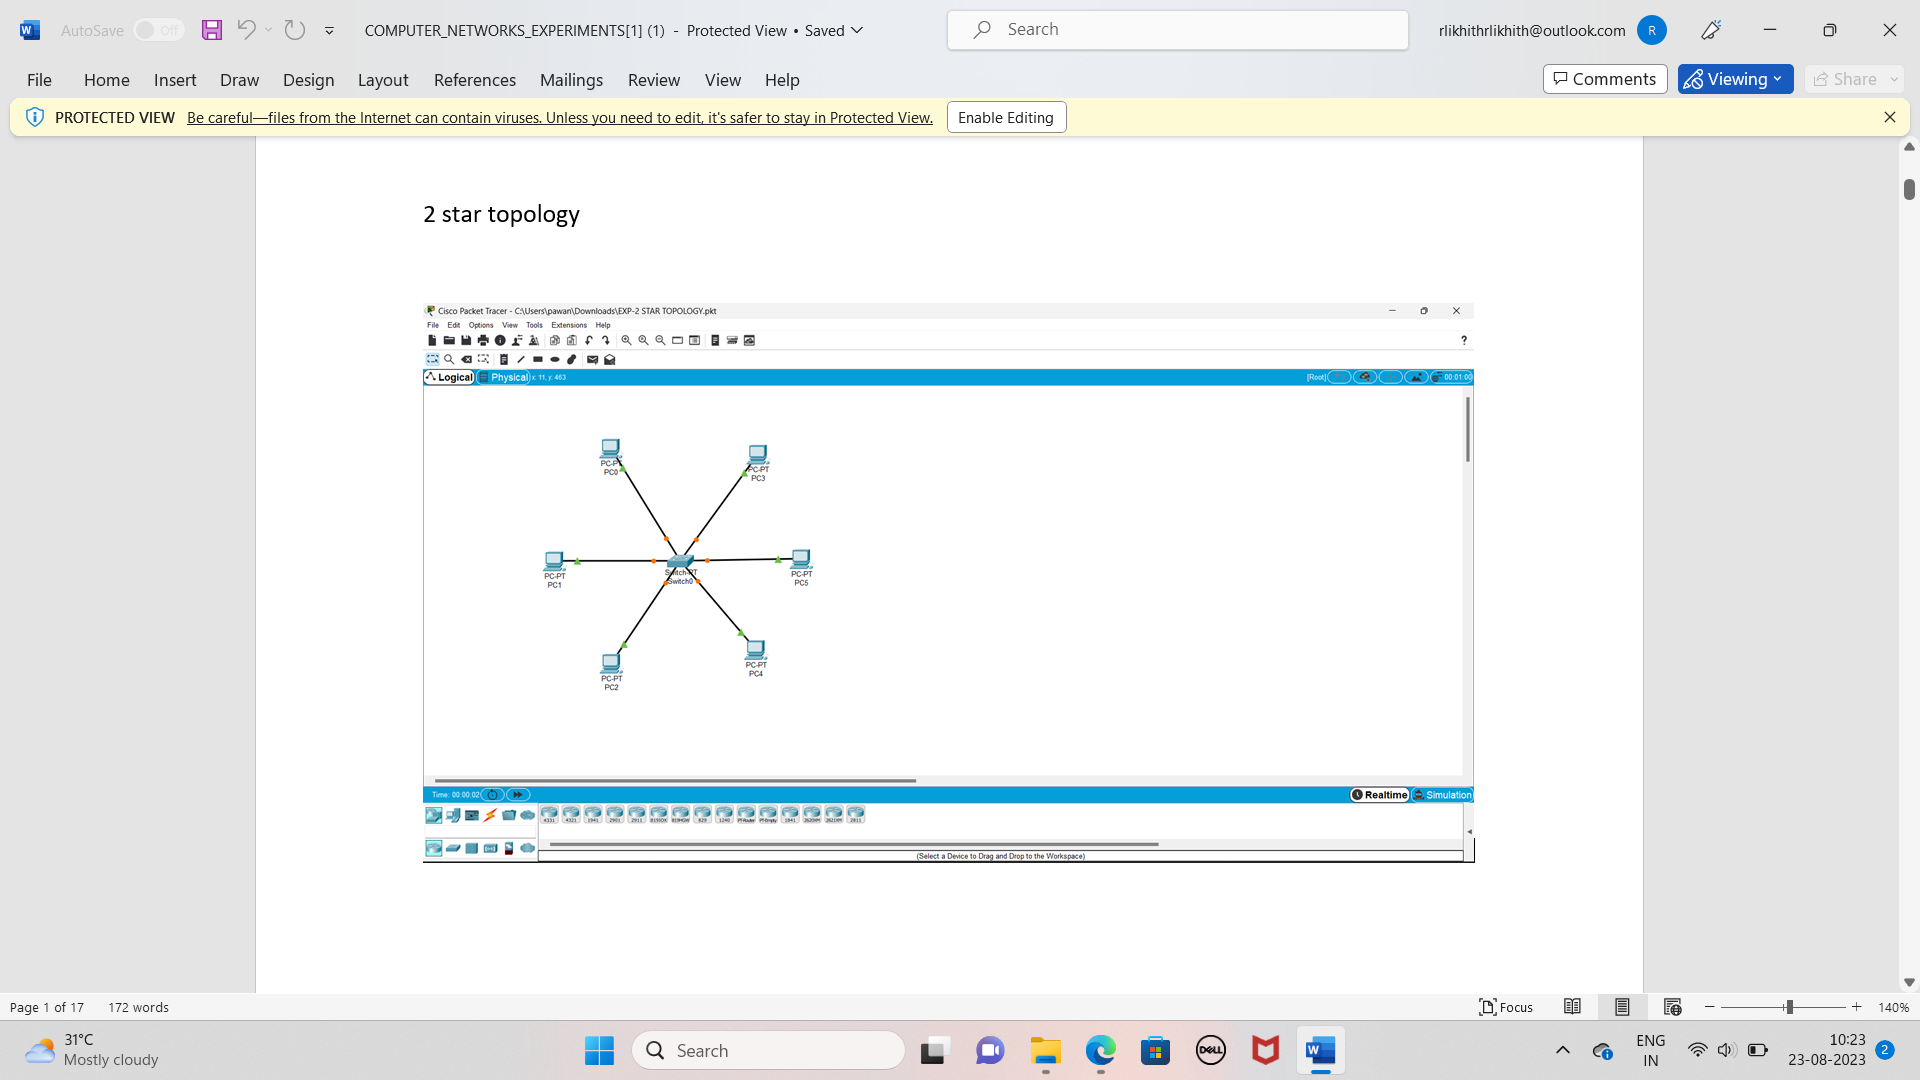 AutoSave Off COMPUTER_NETWORKS_EXPERIMENTS[1] (1) - Protected View • Saved Search rlikhithrlikhith@outlook.com R
File Home Insert Draw Design Layout References Mailings Review View Help Comments Viewing Share
PROTECTED VIEW Be careful—files from the Internet can contain viruses. Unless you need to edit, it's safer to stay in Protected View. Enable Editing
2 star topology
Cisco Packet Tracer - C:\Users\pawan\Downloads\EXP-2 STAR TOPOLOGY.pkt
File Edit Options View Tools Extensions Help
?
Logical Physical x: 11, y: 463 [Root] 00:01:00
PC-PT
PC0
PC-PT
PC3
PC-PT
PC1
Switch-PT
Switch0
PC-PT
PC5
PC-PT
PC2
PC-PT
PC4
Time: 00:00:02 Realtime Simulation
4331 4321 1941 2901 2911 819IOX 819HGW 829 1240 PT-Router PT-Empty 1841 2620XM 2621XM 2811
(Select a Device to Drag and Drop to the Workspace)
Page 1 of 17 172 words Focus 140%
31°C
Mostly cloudy
Search
DELL
ENG
IN
10:23
23-08-2023
2